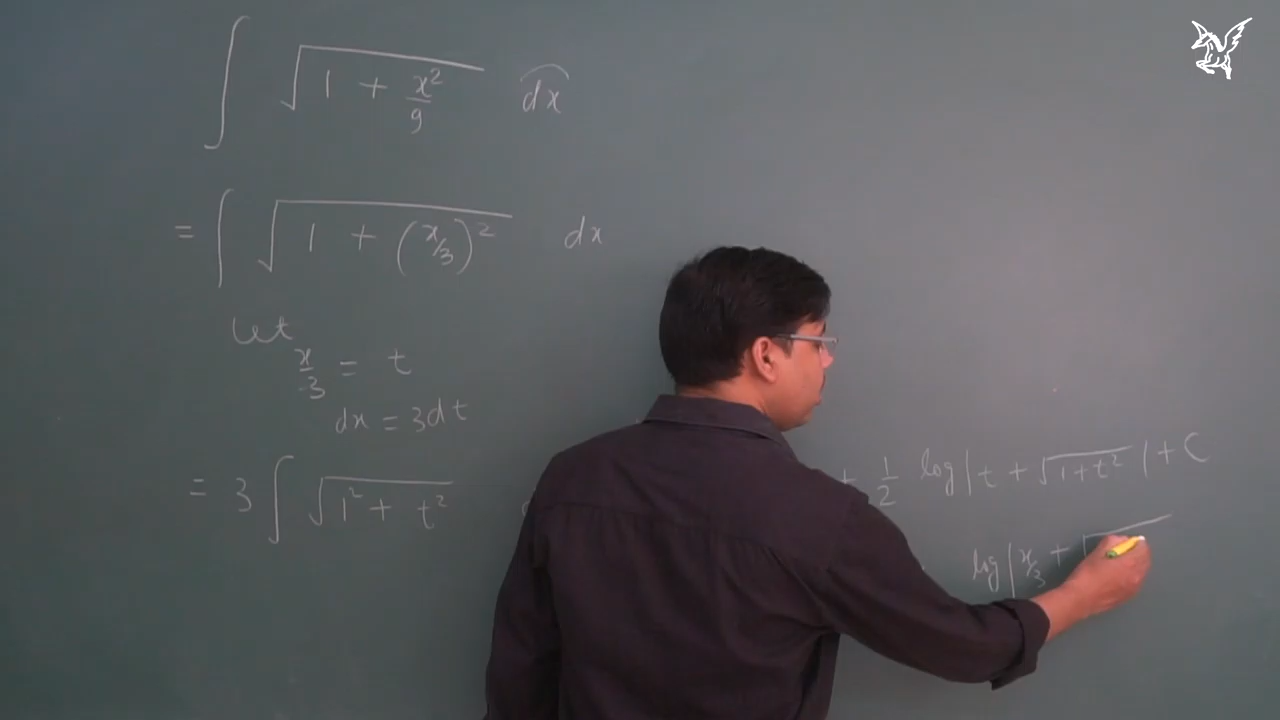 ∫ √(1 + x²/9) dx
= ∫ √(1 + (x/3)²) dx
Let
x/3 = t
dx = 3dt
= 3 ∫ √(1² + t²)
+ 1/2 log|t + √(1+t²)| + C
log|x/3 + √